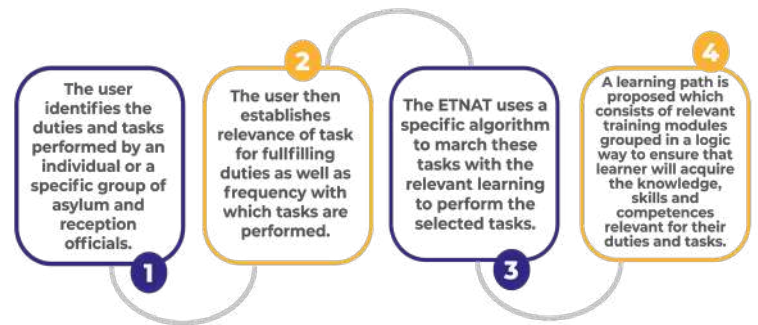 The user
identifies the
duties and tasks
performed by an
individual or a
specific group of
asylum and
reception
officials.
1
2
The user then
establishes
relevance of task
for fullfilling
duties as well as
frequency with
which tasks are
performed.
The ETNAT uses a
specific algorithm
to march these
tasks with the
relevant learning
to perform the
selected tasks.
3
4
A learning path is
proposed which
consists of relevant
training modules
grouped in a logic
way to ensure that
learner will acquire
the knowledge,
skills and
competences
relevant for their
duties and tasks.